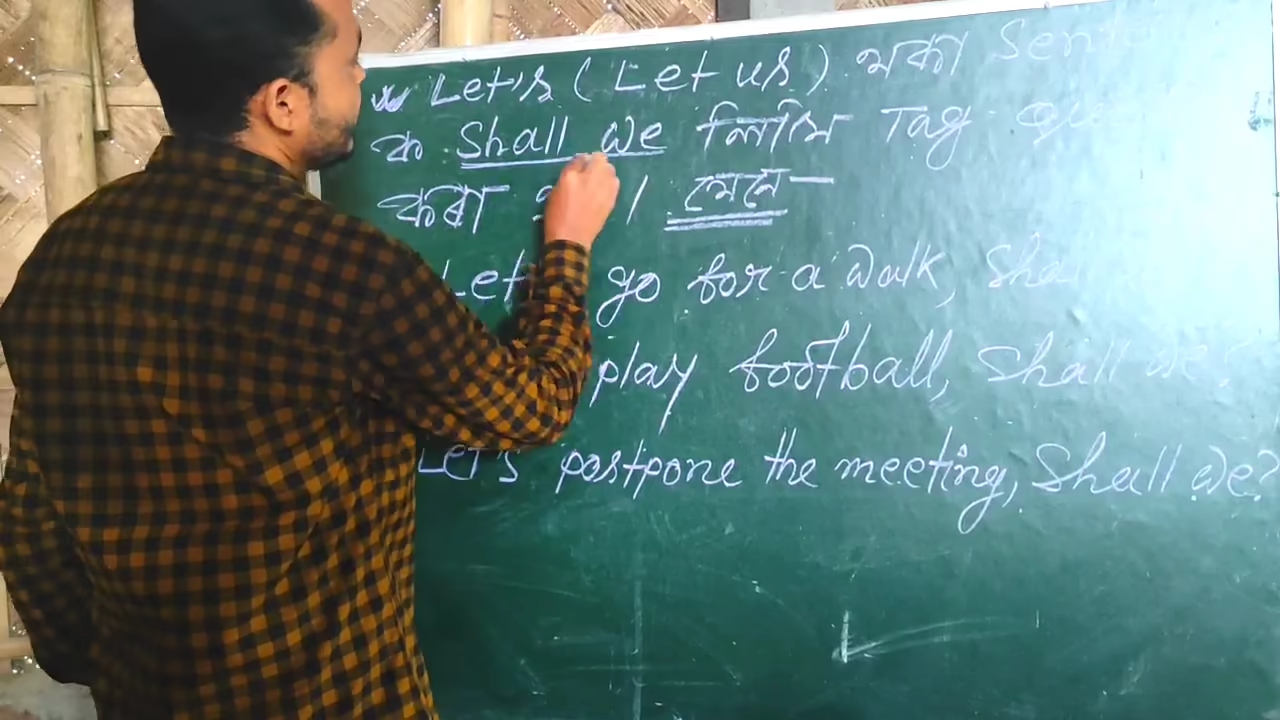 Let's (Let us) থকা Sen
ক Shall we লিখি Tag
কৰা । যেনে—
Let go for a walk, Sha
play football, Shall we?
Let's postpone the meeting, Shall we?